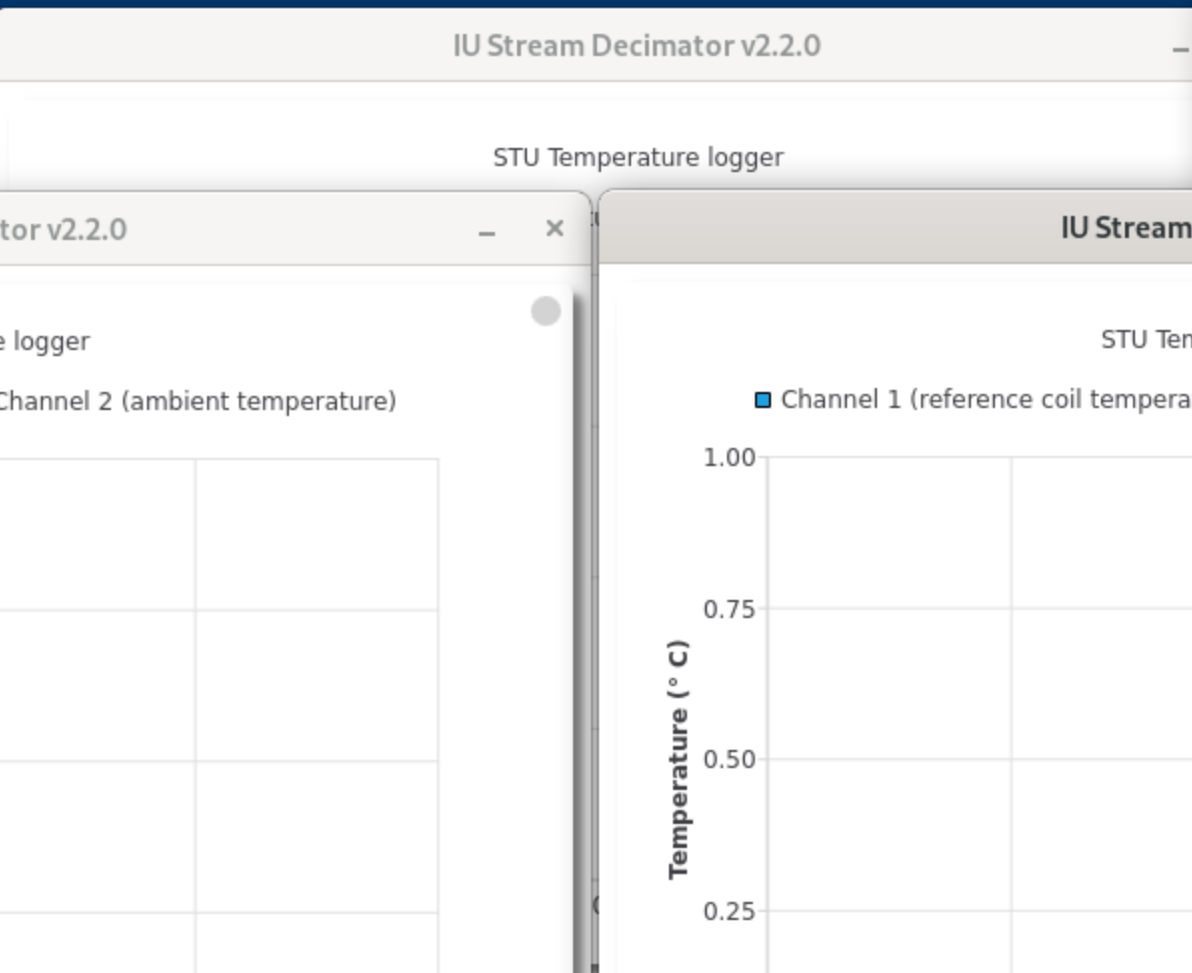 IU Stream Decimator v2.2.0
STU Temperature logger
tor v2.2.0
logger
Channel 2 (ambient temperature)
IU Stream
STU Tem
Channel 1 (reference coil tempera
1.00
0.75
0.50
0.25
Temperature (° C)